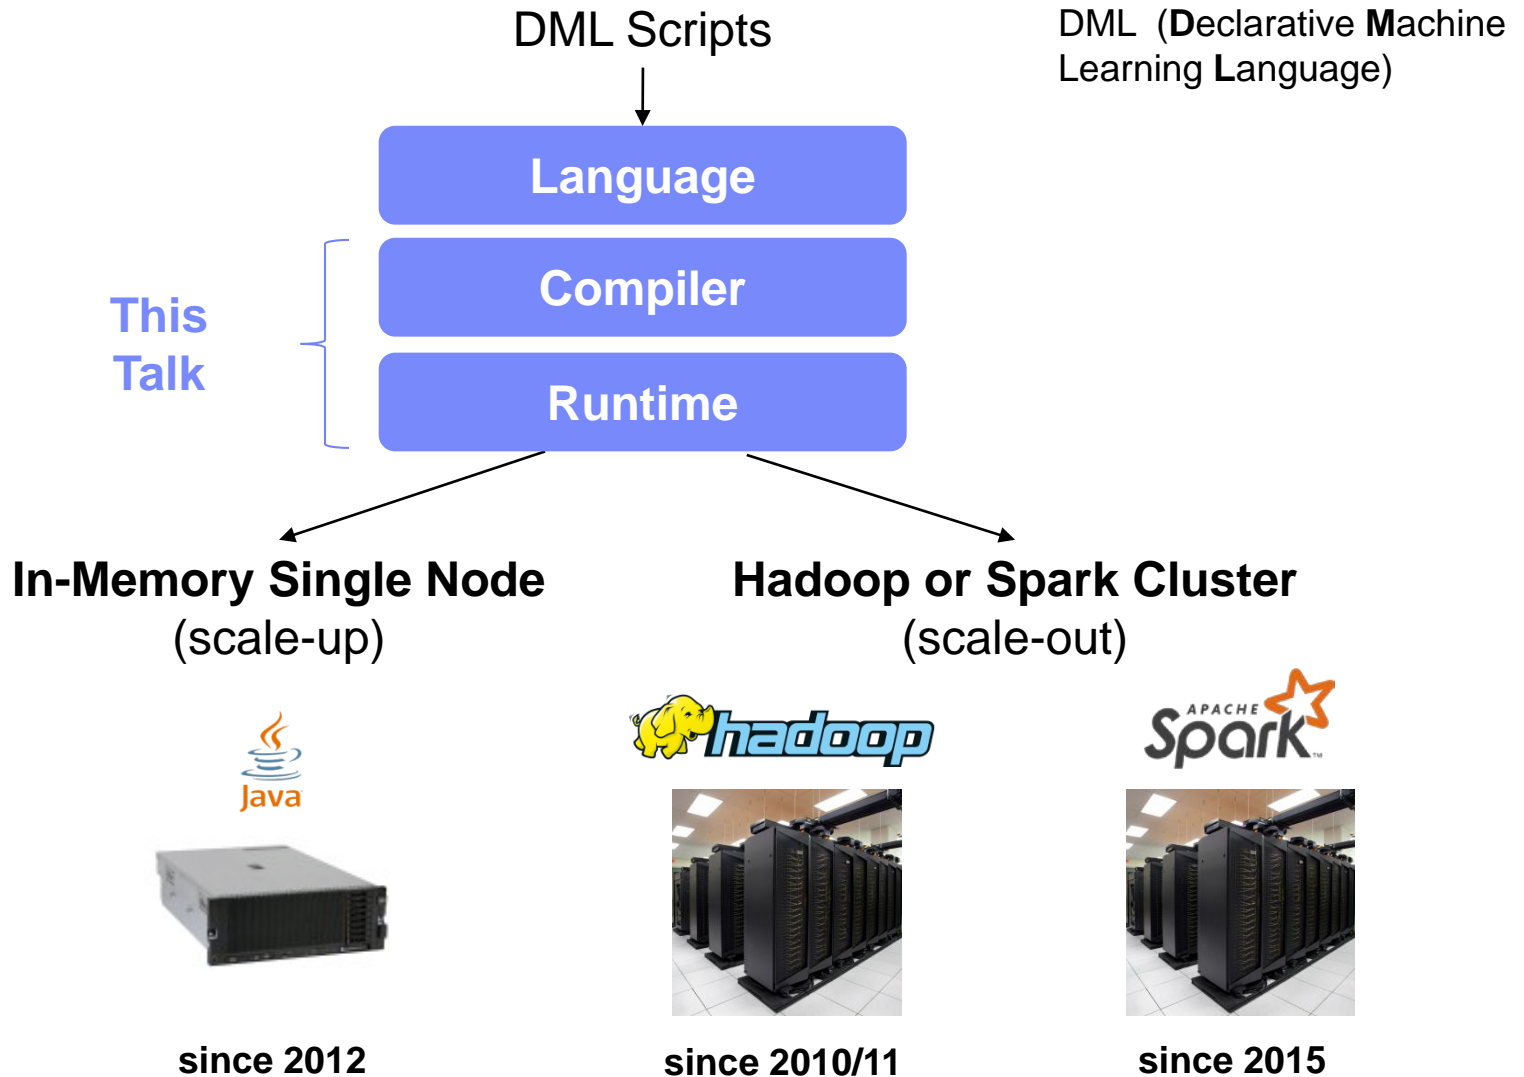 DML Scripts
DML (Declarative Machine
Learning Language)
Language
Compiler
This
Talk
Runtime
In-Memory Single Node
(scale-up)
Hadoop or Spark Cluster
(scale-out)
Java
hadoop
APACHE
Spark™
since 2012
since 2010/11
since 2015